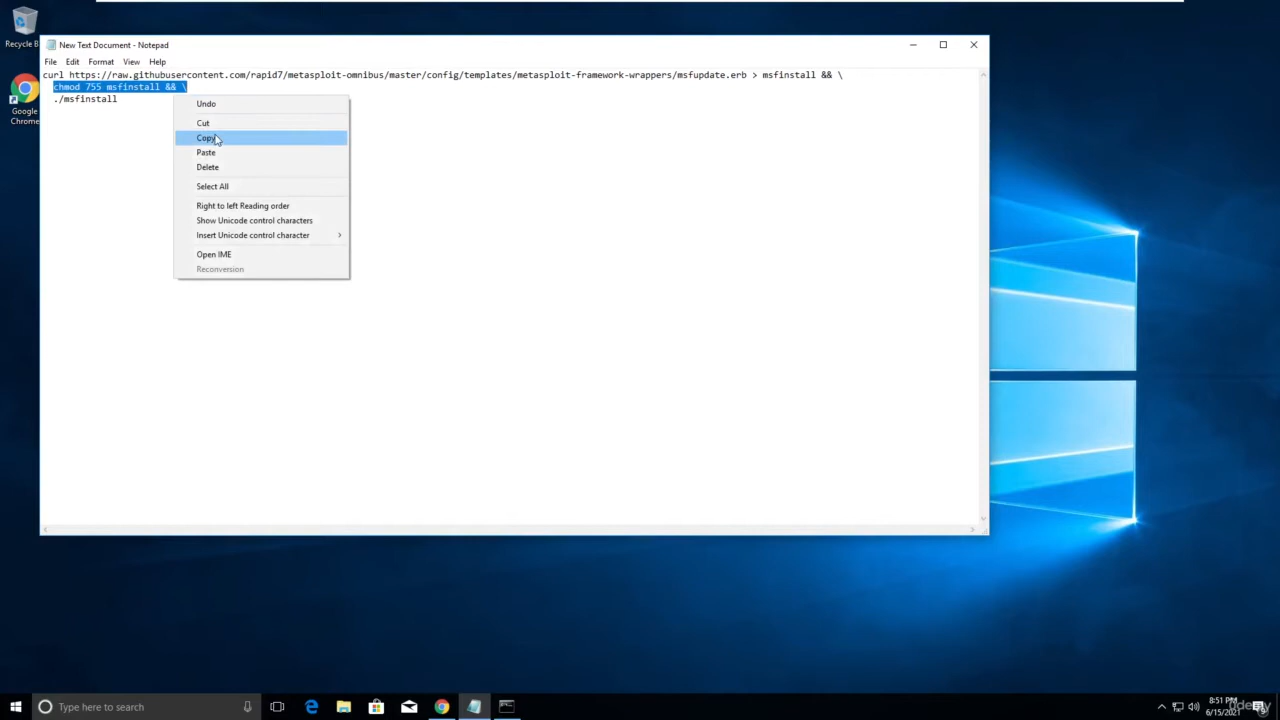 Recycle B
New Text Document - Notepad
File Edit Format View Help
curl https://raw.githubusercontent.com/rapid7/metasploit-omnibus/master/config/templates/metasploit-framework-wrappers/msfupdate.erb > msfinstall && \
chmod 755 msfinstall && \
./msfinstall
Google
Chrome
Undo
Cut
Copy
Paste
Delete
Select All
Right to left Reading order
Show Unicode control characters
Insert Unicode control character
Open IME
Reconversion
Type here to search
8:51 PM
6/15/2021